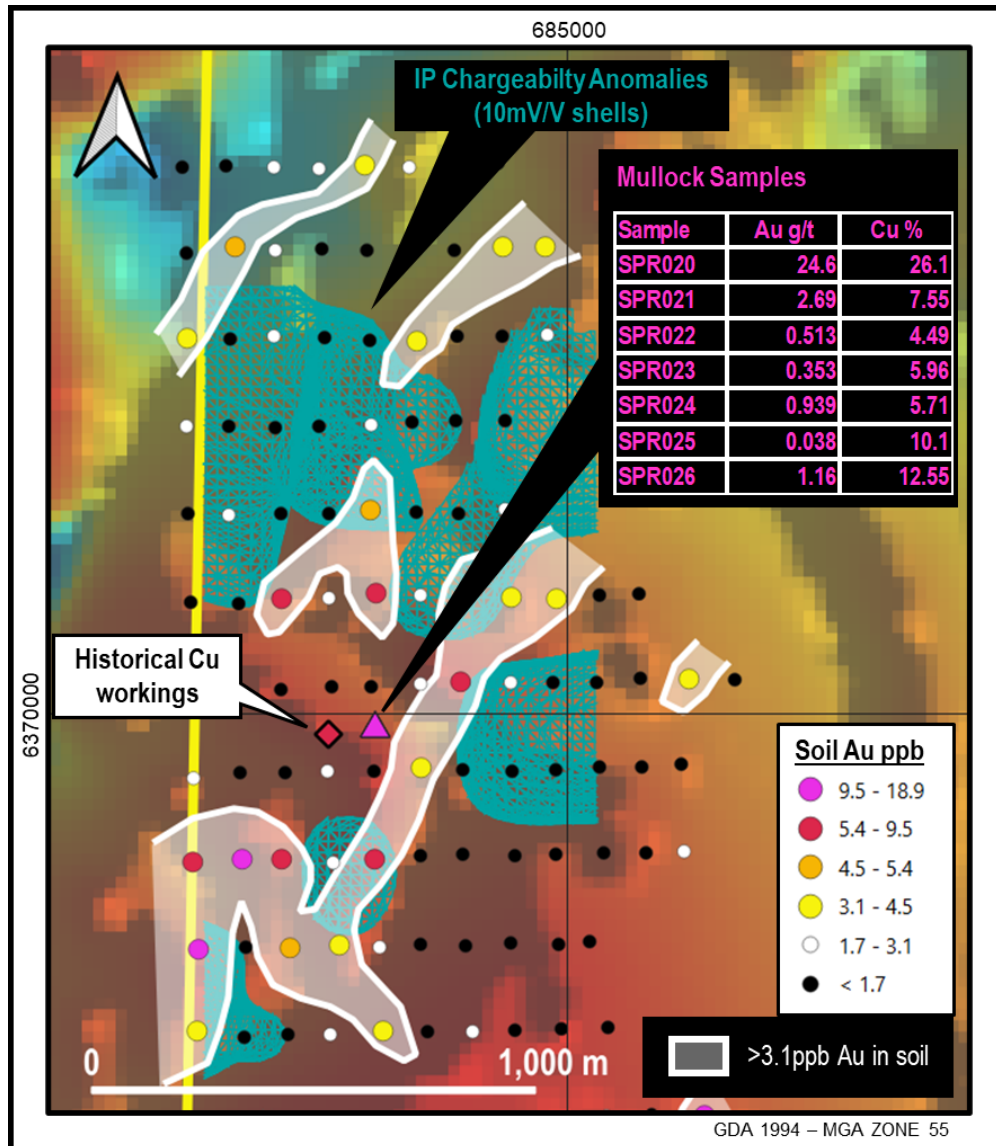 685000
IP Chargeabilty Anomalies
(10mV/V shells)
Mullock Samples
Sample Au g/t Cu %
SPR020 24.6 26.1
SPR021 2.69 7.55
SPR022 0.513 4.49
SPR023 0.353 5.96
SPR024 0.939 5.71
SPR025 0.038 10.1
SPR026 1.16 12.55
Historical Cu
workings
6370000
Soil Au ppb
9.5 - 18.9
5.4 - 9.5
4.5 - 5.4
3.1 - 4.5
1.7 - 3.1
< 1.7
>3.1ppb Au in soil
0 1,000 m
GDA 1994 – MGA ZONE 55